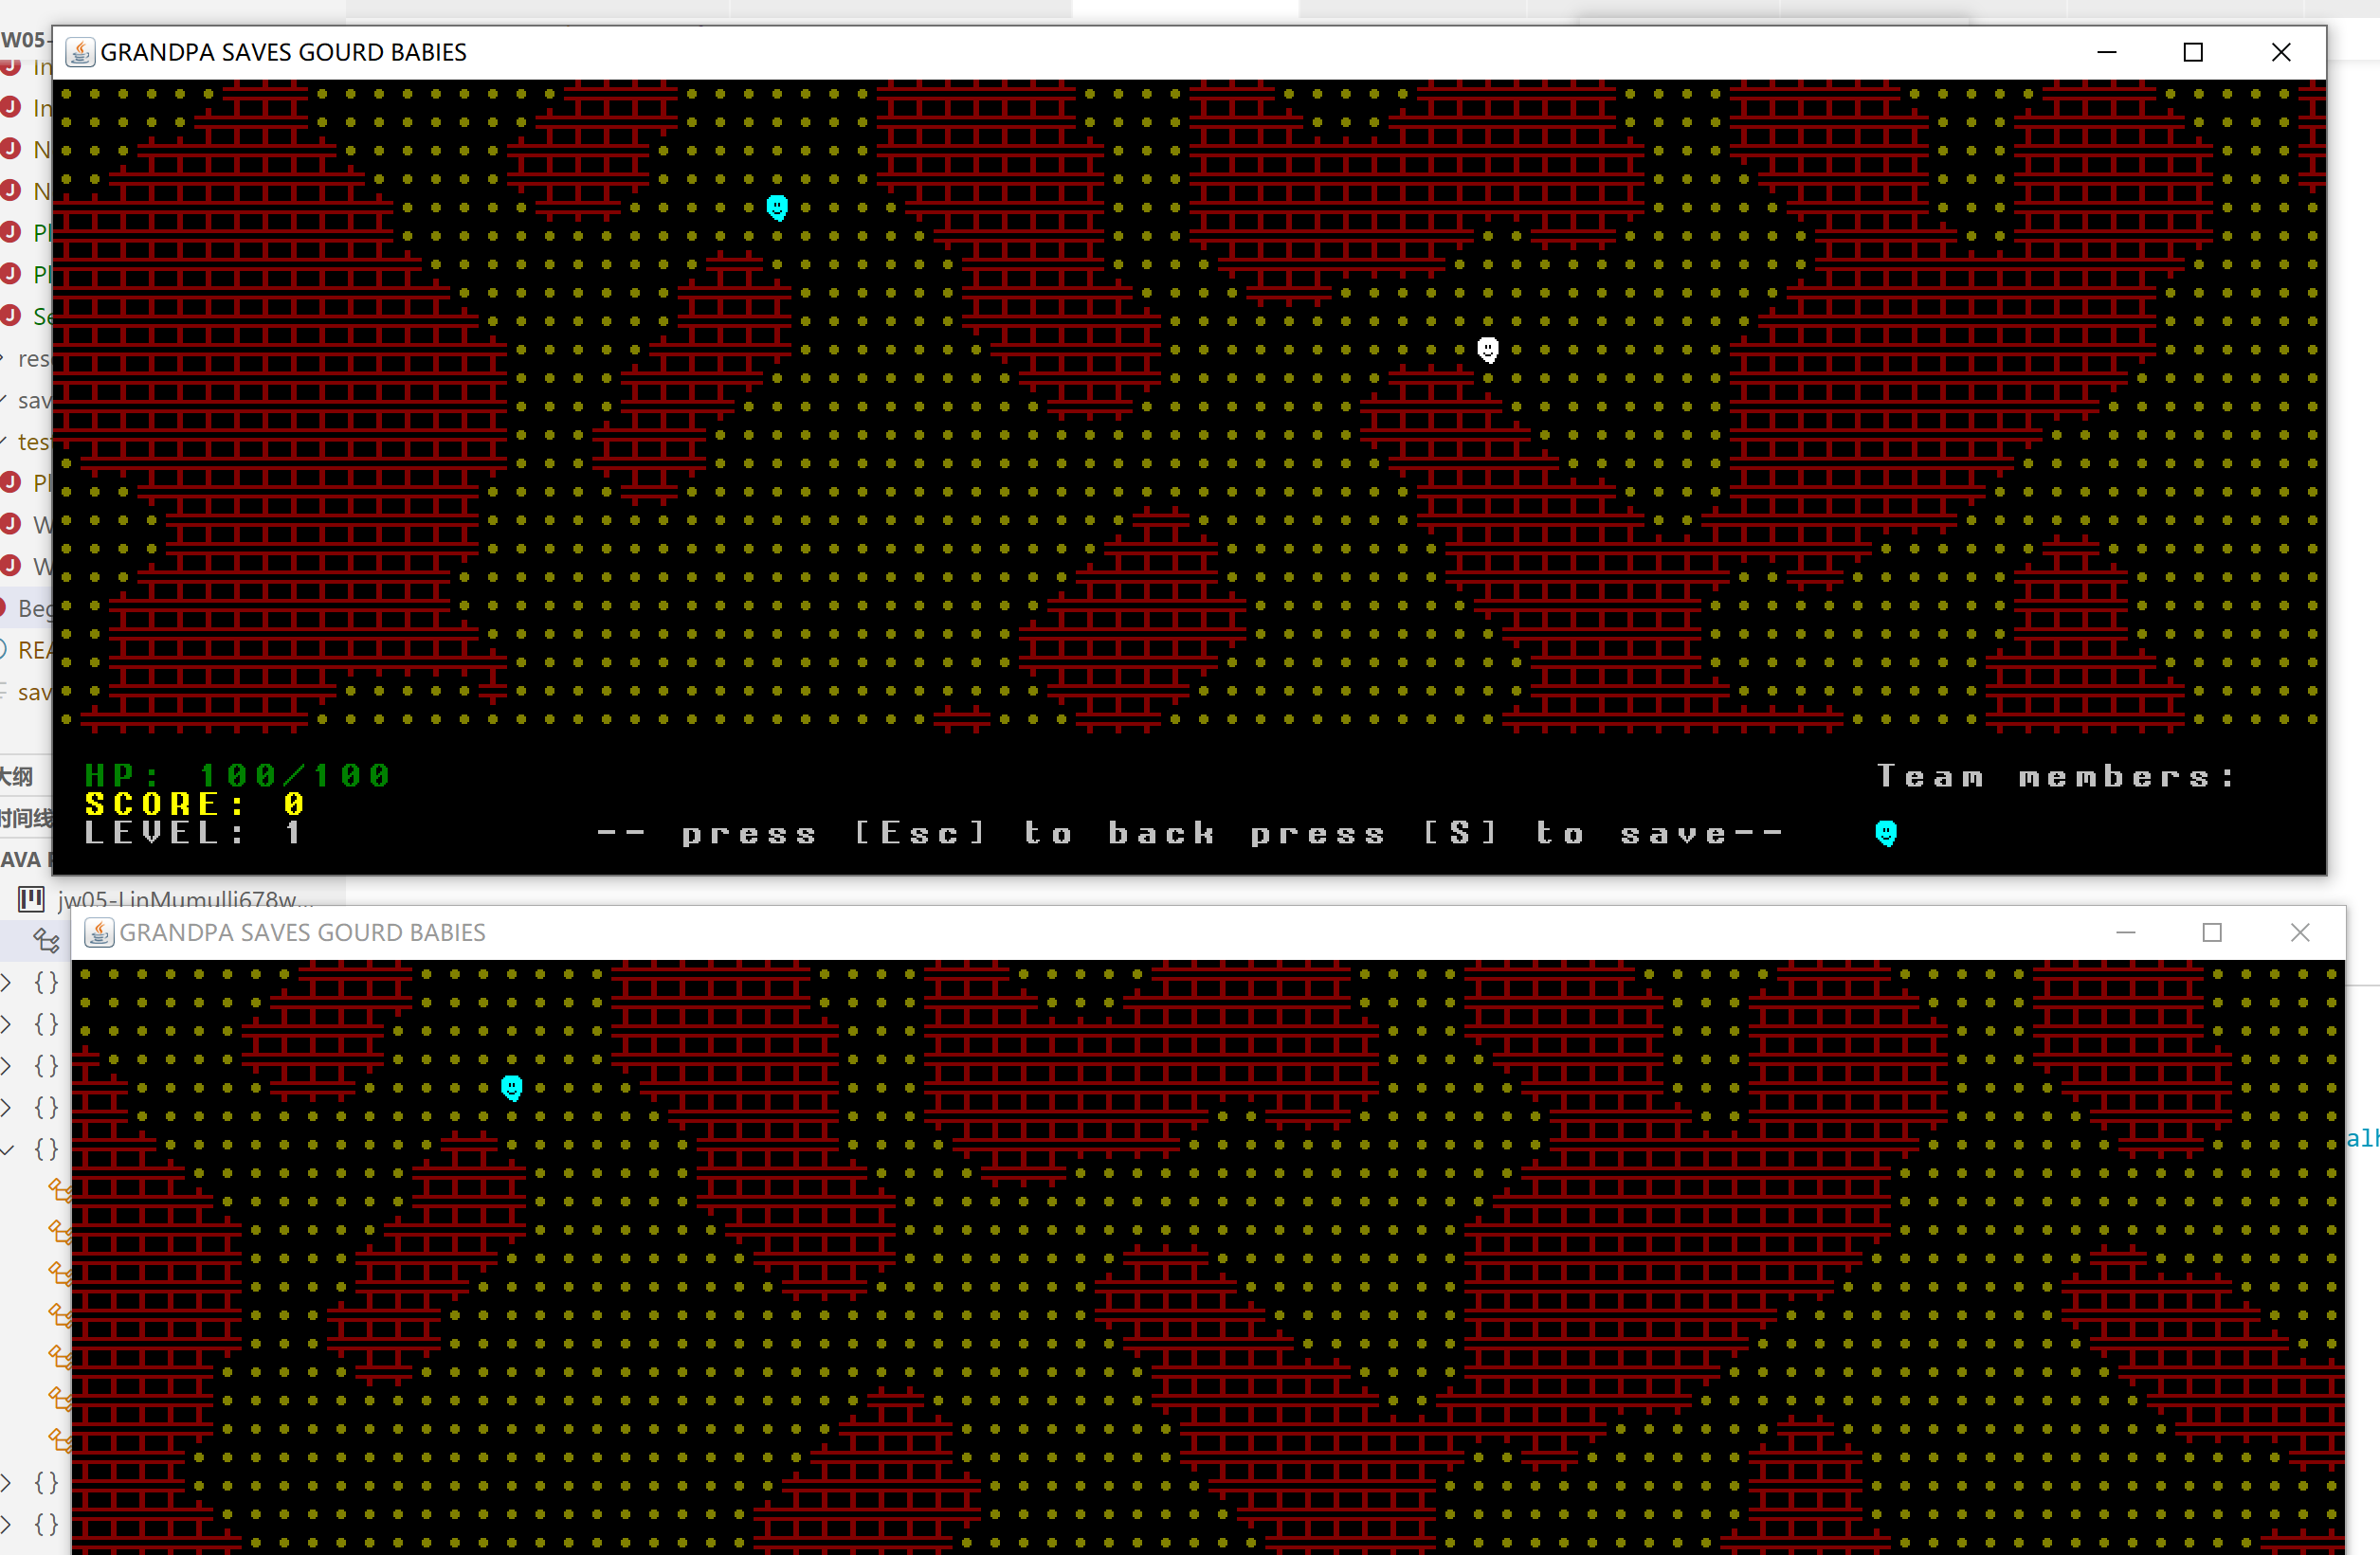 W05-
In
In
N
N
Pl
Pl
Se
res
sav
tes
Pl
W
W
Beg
REA
sav
大纲
时间线
AVA P
jw05-LinMumulli678w...
GRANDPA SAVES GOURD BABIES
HP: 100/100
SCORE: 0
LEVEL: 1
-- press [Esc] to back press [S] to save--
Team members:
GRANDPA SAVES GOURD BABIES
{}
{}
{}
{}
{}
{}
{}
alh